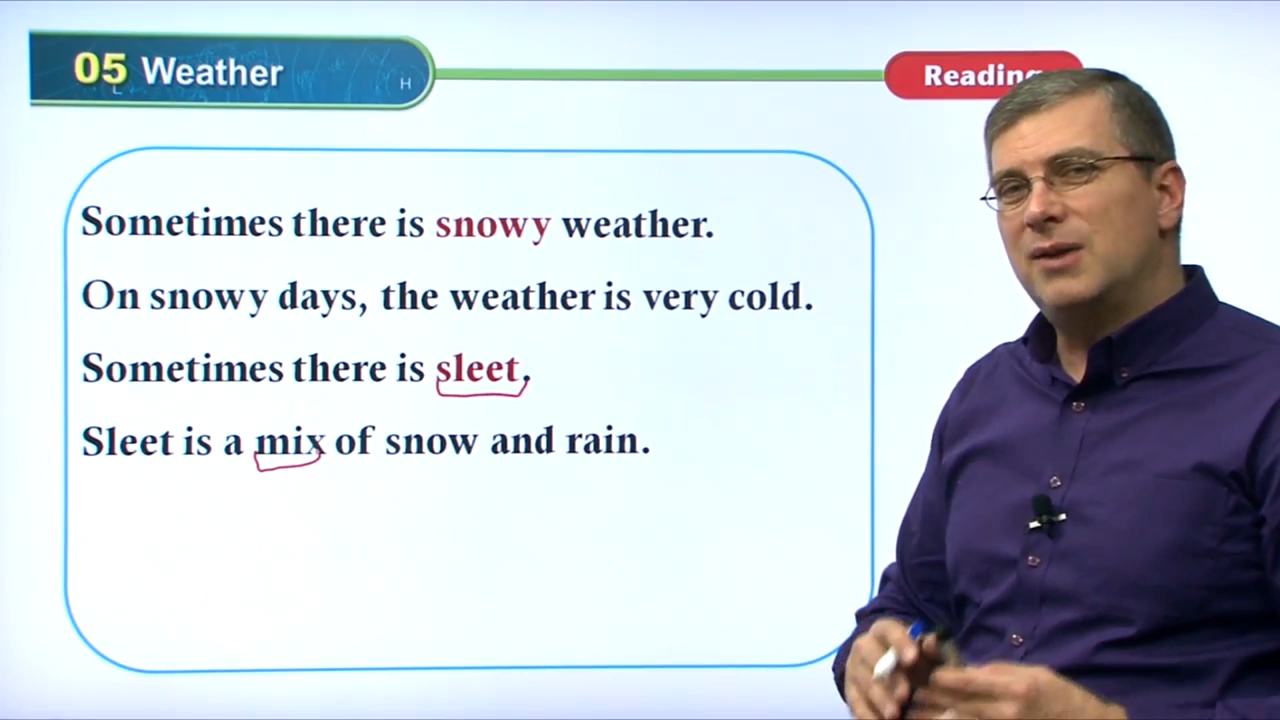 05 Weather
L
H
Reading
Sometimes there is snowy weather.
On snowy days, the weather is very cold.
Sometimes there is sleet.
Sleet is a mix of snow and rain.